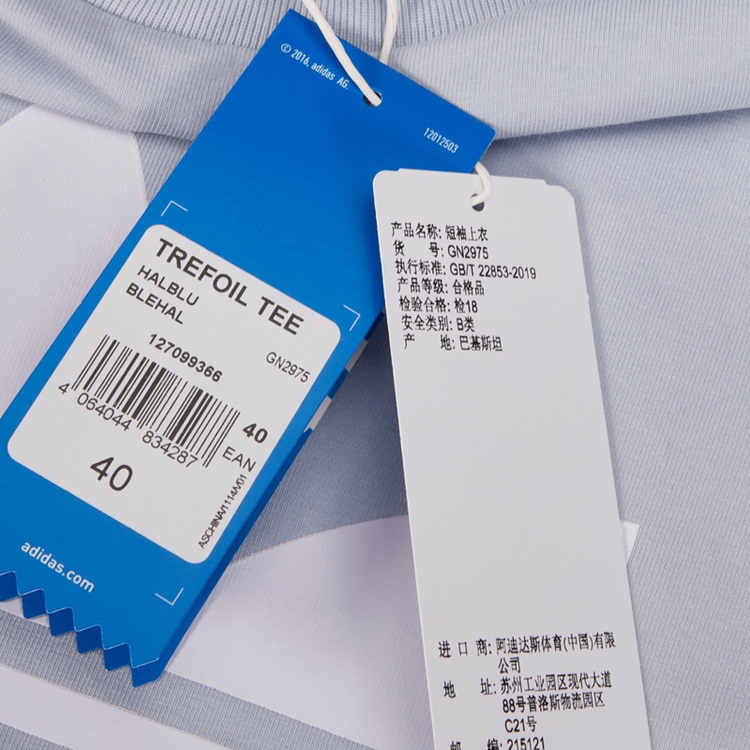 © 2016, adidas AG.
12012503
TREFOIL TEE
HALBLU
BLEHAL
127099366
GN2975
4 064044 834287
40
EAN
40
ASCHINA/1114A/01
adidas.com
产品名称: 短袖上衣
货 号: GN2975
执行标准: GB/T 22853-2019
产品等级: 合格品
检验合格: 检18
安全类别: B类
产 地: 巴基斯坦
进 口 商: 阿迪达斯体育(中国)有限
公司
地 址: 苏州工业园区现代大道
88号普洛斯物流园区
C21号
邮 编: 215121